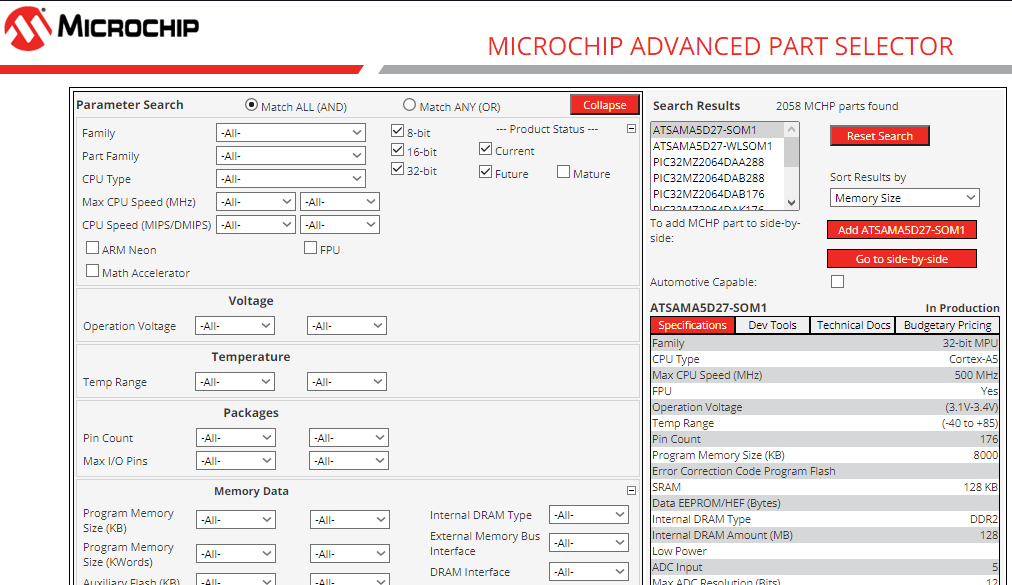 MICROCHIP
MICROCHIP ADVANCED PART SELECTOR
Parameter Search
Match ALL (AND)
Match ANY (OR)
Collapse
Family
-All-
Part Family
-All-
CPU Type
-All-
Max CPU Speed (MHz)
-All-
-All-
CPU Speed (MIPS/DMIPS)
-All-
-All-
ARM Neon
FPU
Math Accelerator
8-bit
16-bit
32-bit
--- Product Status ---
Current
Future
Mature
Voltage
Operation Voltage
-All-
-All-
Temperature
Temp Range
-All-
-All-
Packages
Pin Count
-All-
-All-
Max I/O Pins
-All-
-All-
Memory Data
Program Memory
Size (KB)
-All-
-All-
Program Memory
Size (KWords)
-All-
-All-
Auxiliary Flash (KB)
-All-
-All-
Internal DRAM Type
-All-
External Memory Bus
Interface
-All-
DRAM Interface
-All-
Search Results
2058 MCHP parts found
ATSAMA5D27-SOM1
ATSAMA5D27-WLSOM1
PIC32MZ2064DAA288
PIC32MZ2064DAB288
PIC32MZ2064DAB176
PIC32MZ2064DAK176
Reset Search
Sort Results by
Memory Size
To add MCHP part to side-by-
side:
Add ATSAMA5D27-SOM1
Go to side-by-side
Automotive Capable:
ATSAMA5D27-SOM1
In Production
Specifications
Dev Tools
Technical Docs
Budgetary Pricing
Family 32-bit MPU
CPU Type Cortex-A5
Max CPU Speed (MHz) 500 MHz
FPU Yes
Operation Voltage (3.1V-3.4V)
Temp Range (-40 to +85)
Pin Count 176
Program Memory Size (KB) 8000
Error Correction Code Program Flash
SRAM 128 KB
Data EEPROM/HEF (Bytes)
Internal DRAM Type DDR2
Internal DRAM Amount (MB) 128
Low Power
ADC Input 5
Max ADC Resolution (Bits) 12